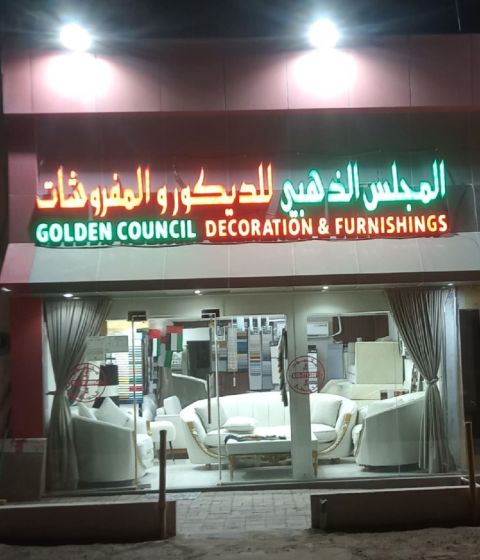 المجلس الذهبي للديكور و المفروشات
GOLDEN COUNCIL DECORATION & FURNISHINGS